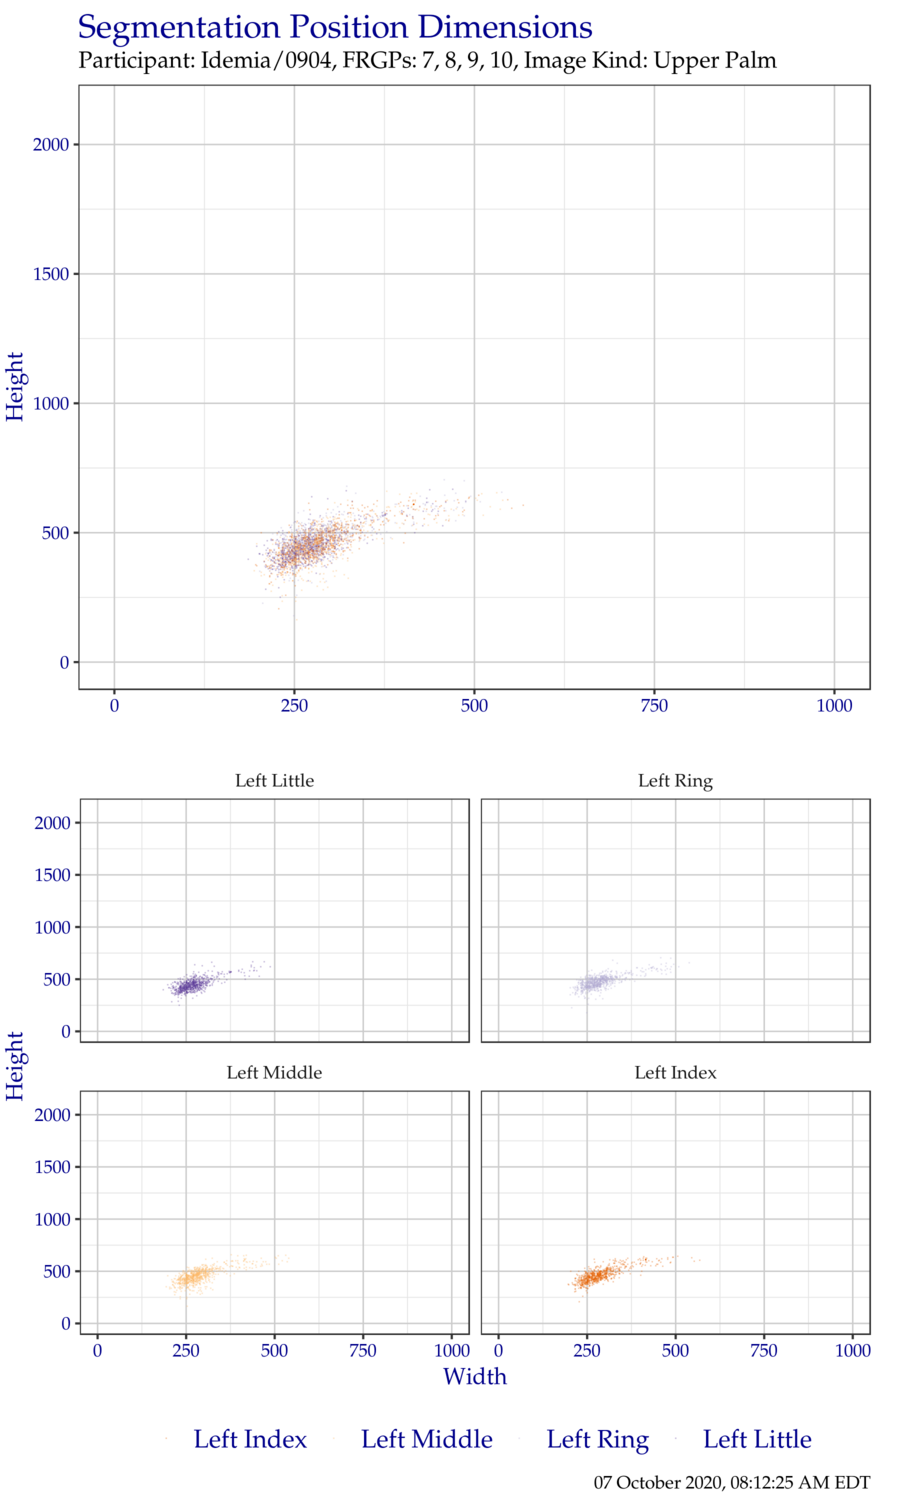 Segmentation Position Dimensions
Participant: Idemia/0904, FRGPs: 7, 8, 9, 10, Image Kind: Upper Palm
Height
2000
1500
1000
500
0
0 250 500 750 1000
Left Little Left Ring
Height
2000
1500
1000
500
0
Left Middle Left Index
2000
1500
1000
500
0
0 250 500 750 1000 0 250 500 750 1000
Width
Left Index Left Middle Left Ring Left Little
07 October 2020, 08:12:25 AM EDT